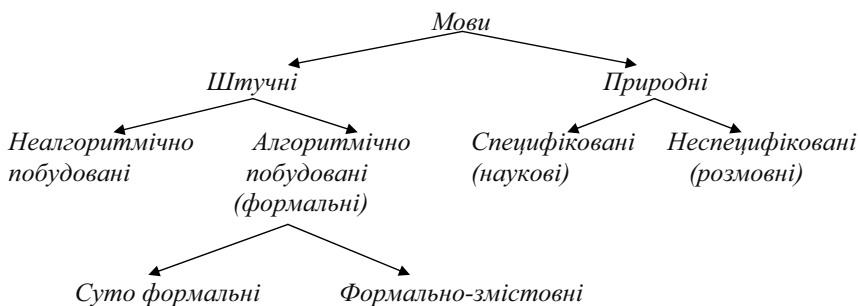 Мови
Штучні Природні
Неалгоритмічно Алгоритмічно Специфіковані Неспецифіковані
побудовані побудовані (наукові) (розмовні)
(формальні)
Суто формальні Формально-змістовні